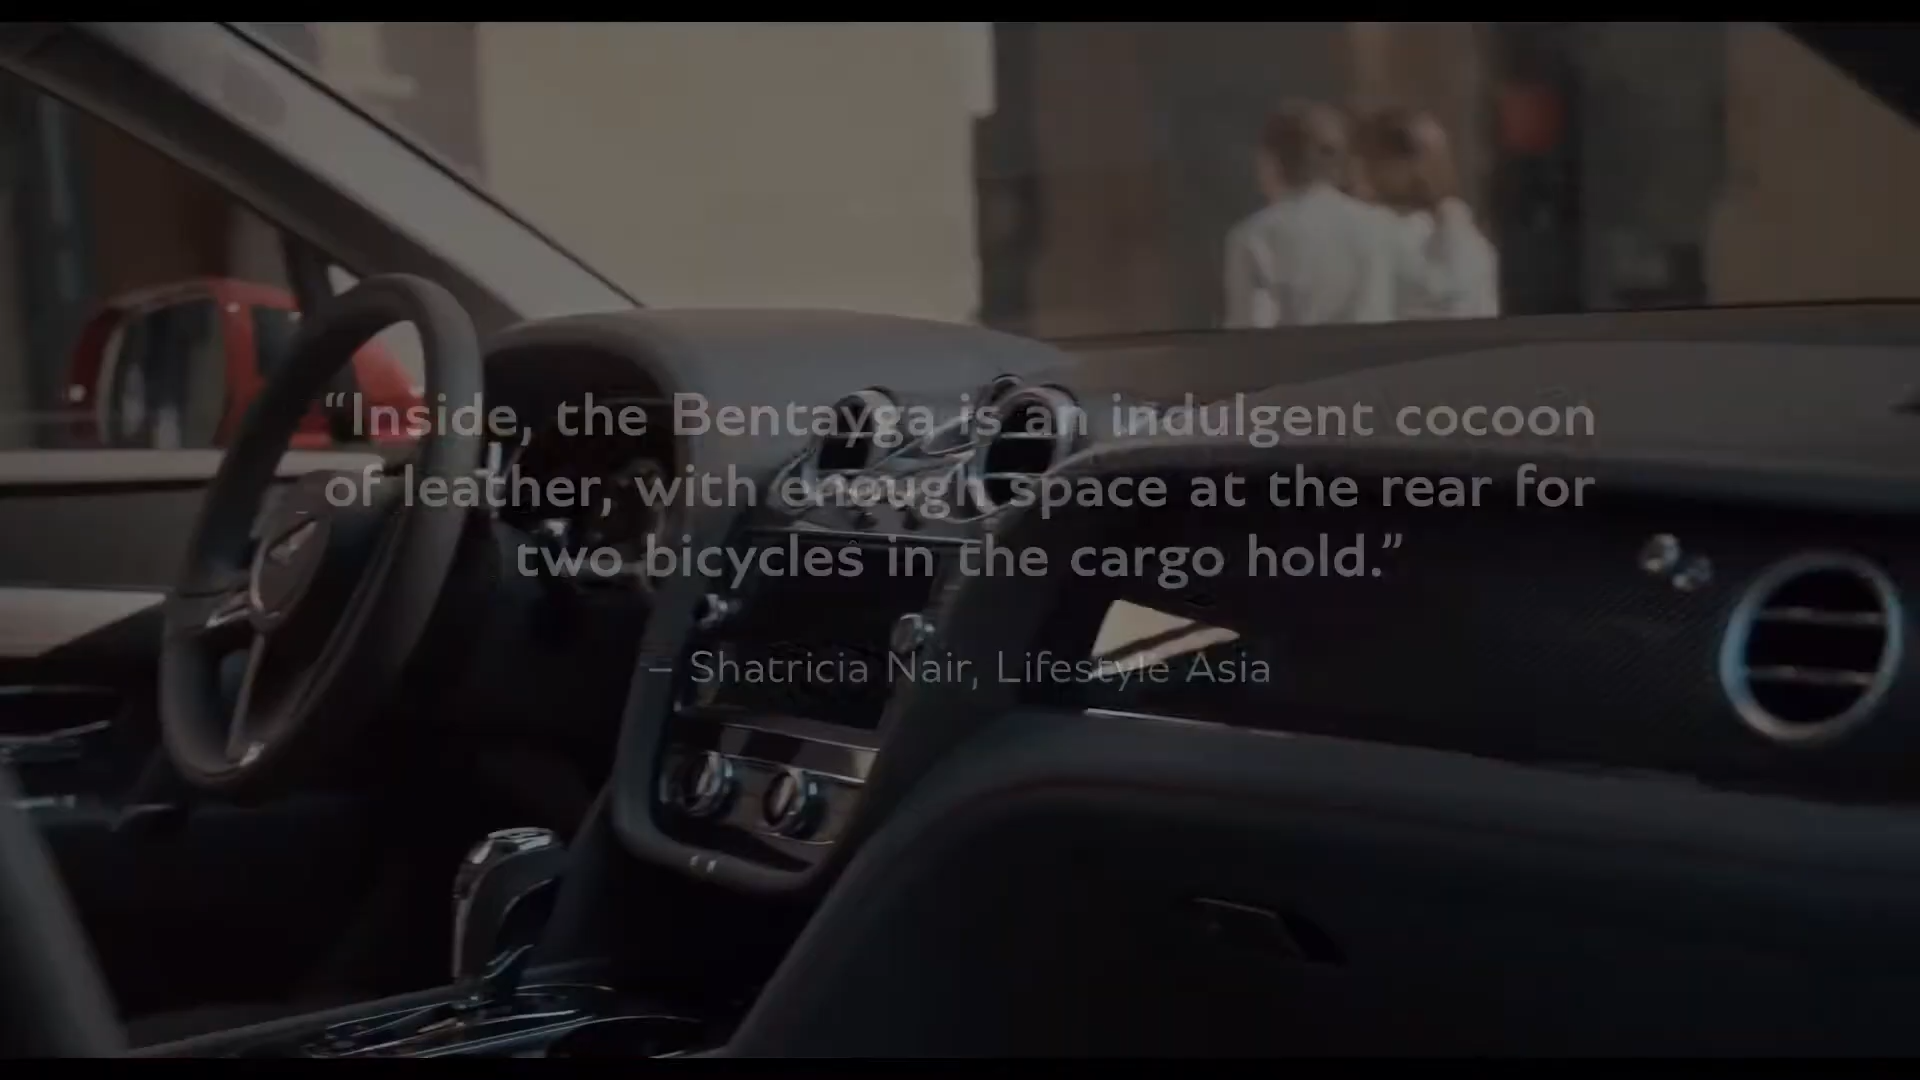 “Inside, the Bentayga is an indulgent cocoon
of leather, with enough space at the rear for
two bicycles in the cargo hold.”
– Shatricia Nair, Lifestyle Asia